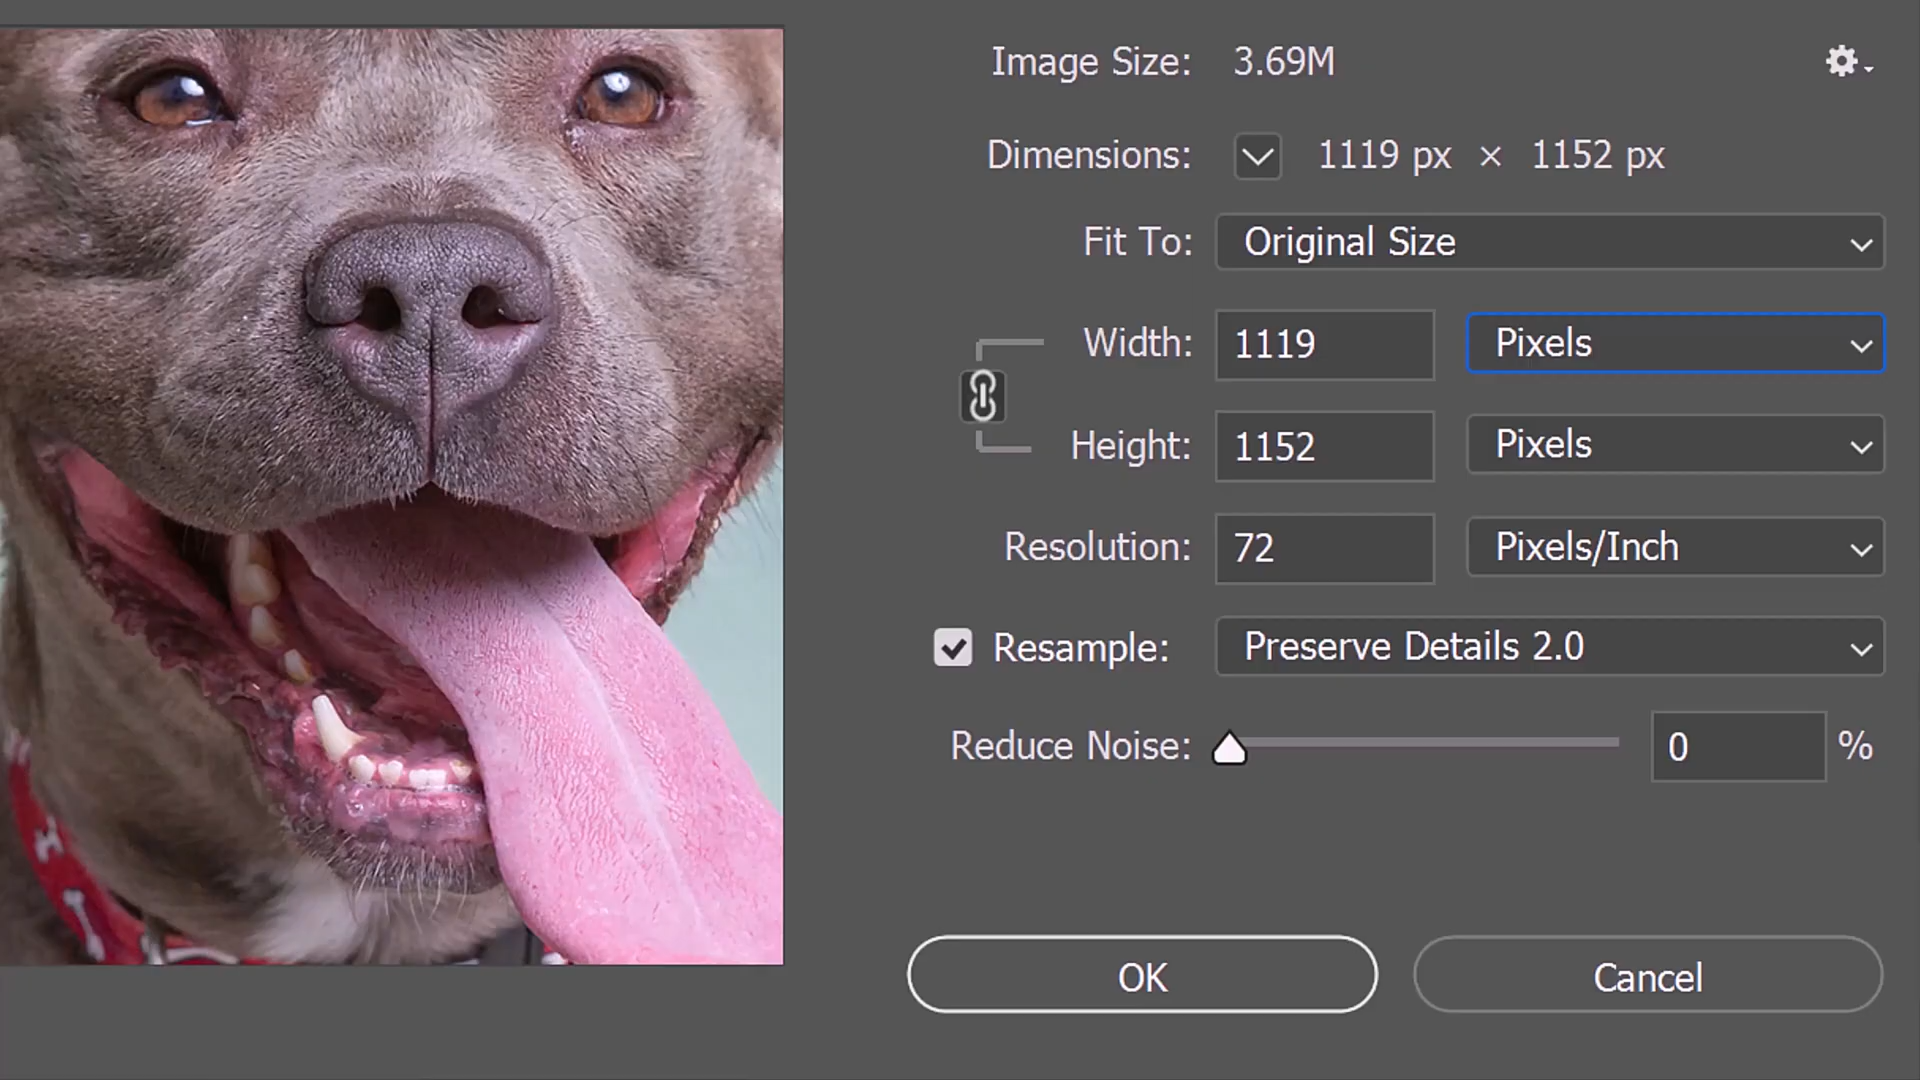 Image Size: 3.69M
Dimensions: 1119 px × 1152 px
Fit To: Original Size
Width: 1119 Pixels
Height: 1152 Pixels
Resolution: 72 Pixels/Inch
Resample: Preserve Details 2.0
Reduce Noise: 0 %
OK Cancel